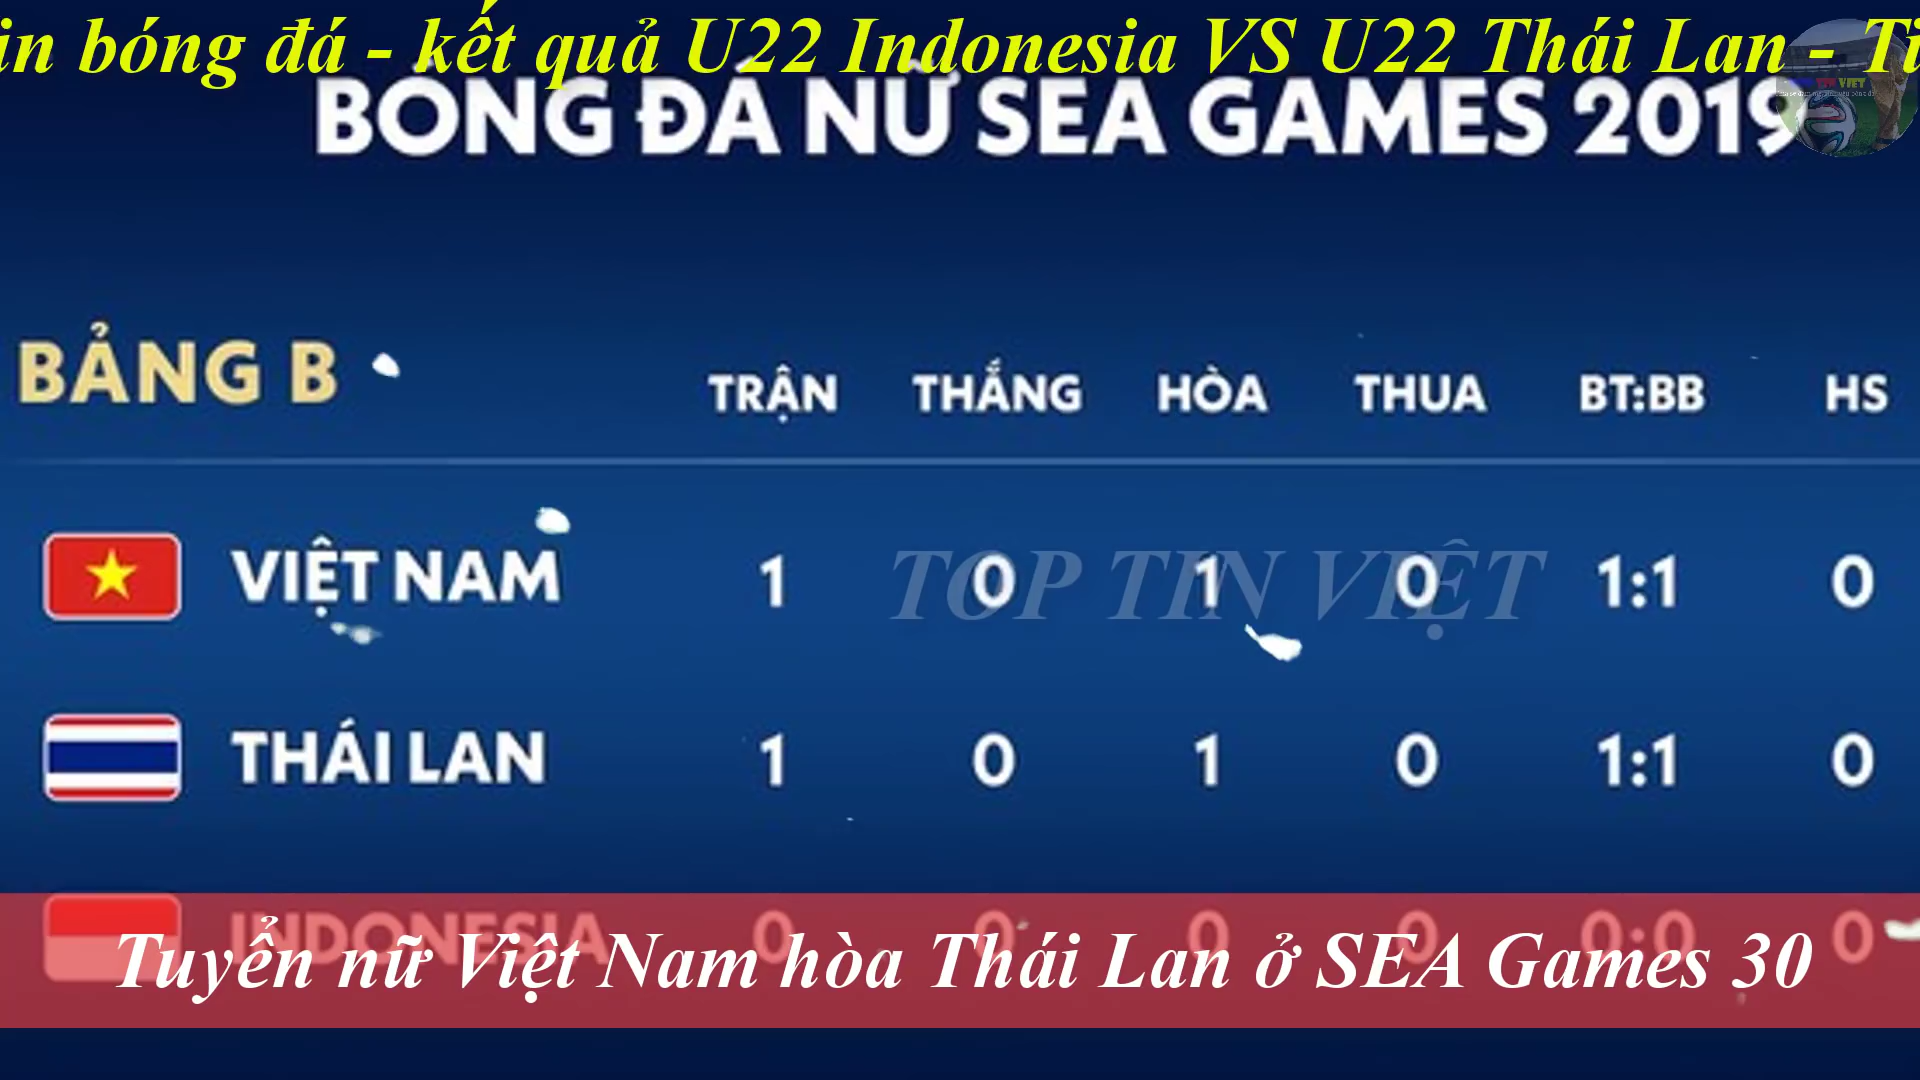 in bóng đá - kết quả U22 Indonesia VS U22 Thái Lan - Ti
BÓNG ĐÁ NỮ SEA GAMES 2019
VIỆT
BẢNG B TRẬN THẮNG HÒA THUA BT:BB HS
VIỆT NAM 1 0 1 0 1:1 0
TOP TIN VIỆT
THÁI LAN 1 0 1 0 1:1 0
INDONESIA 0 0 0 0 0:0 0
Tuyển nữ Việt Nam hòa Thái Lan ở SEA Games 30